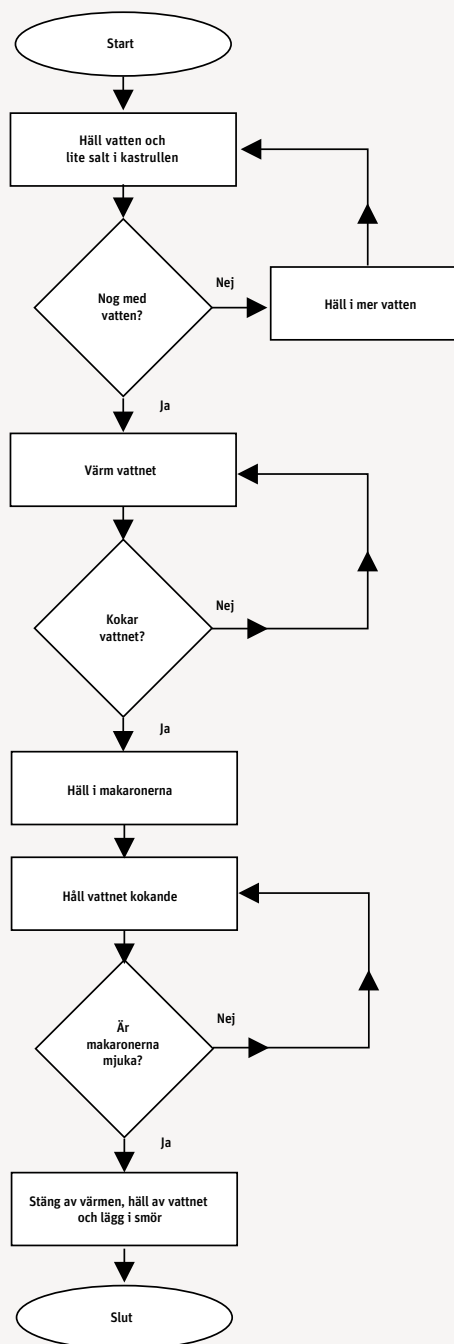 Start
Häll vatten och
lite salt i kastrullen
Nog med
vatten?
Nej
Häll i mer vatten
Ja
Värm vattnet
Kokar
vattnet?
Nej
Ja
Häll i makaronerna
Håll vattnet kokande
Är
makaronerna
mjuka?
Nej
Ja
Stäng av värmen, häll av vattnet
och lägg i smör
Slut